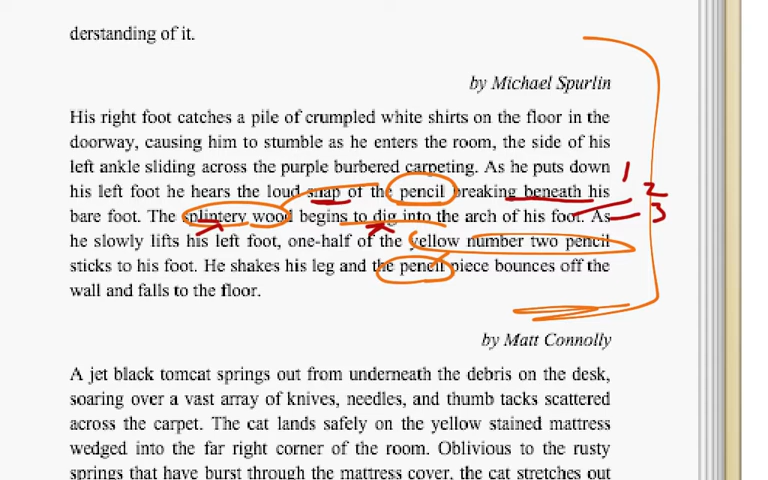 derstanding of it.
by Michael Spurlin
His right foot catches a pile of crumpled white shirts on the floor in the
doorway, causing him to stumble as he enters the room, the side of his
left ankle sliding across the purple burbered carpeting. As he puts down
1
his left foot he hears the loud snap of the pencil breaking beneath his
2
bare foot. The splintery wood begins to dig into the arch of his foot. As
3
he slowly lifts his left foot, one-half of the yellow number two pencil
sticks to his foot. He shakes his leg and the pencil piece bounces off the
wall and falls to the floor.
by Matt Connolly
A jet black tomcat springs out from underneath the debris on the desk,
soaring over a vast array of knives, needles, and thumb tacks scattered
across the carpet. The cat lands safely on the yellow stained mattress
wedged into the far right corner of the room. Oblivious to the rusty
springs that have burst through the mattress cover, the cat stretches out